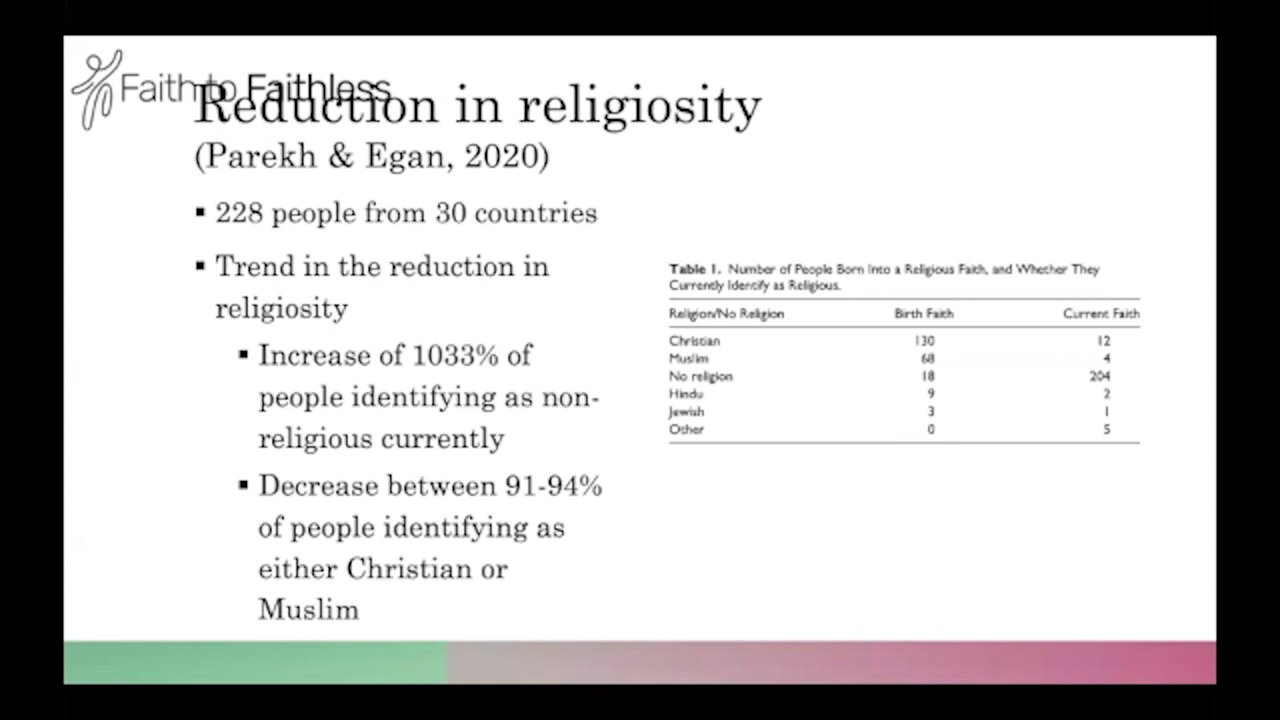 Faith to Faithless
Reduction in religiosity
(Parekh & Egan, 2020)
▪ 228 people from 30 countries
▪ Trend in the reduction in
religiosity
▪ Increase of 1033% of
people identifying as non-
religious currently
▪ Decrease between 91-94%
of people identifying as
either Christian or
Muslim
Table 1. Number of People Born Into a Religious Faith, and Whether They
Currently Identify as Religious.
Religion/No Religion Birth Faith Current Faith
Christian 130 12
Muslim 68 4
No religion 18 204
Hindu 9 2
Jewish 3 1
Other 0 5